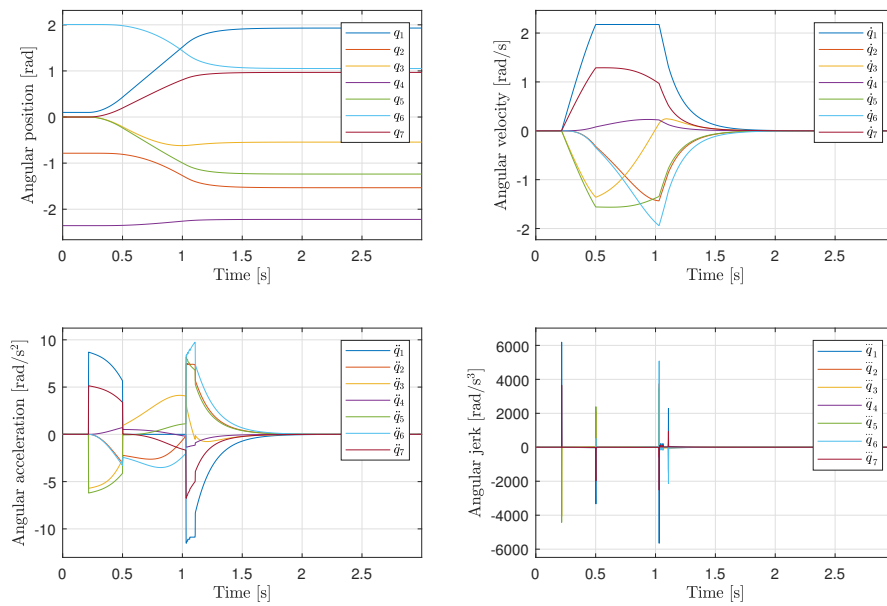 Angular position [rad]
2
1
0
-1
-2
0
0.5
1
1.5
2
2.5
Time [s]
q₁
q₂
q₃
q₄
q₅
q₆
q₇
Angular velocity [rad/s]
2
1
0
-1
-2
0
0.5
1
1.5
2
2.5
Time [s]
q̇₁
q̇₂
q̇₃
q̇₄
q̇₅
q̇₆
q̇₇
Angular acceleration [rad/s²]
10
5
0
-5
-10
0
0.5
1
1.5
2
2.5
Time [s]
q̈₁
q̈₂
q̈₃
q̈₄
q̈₅
q̈₆
q̈₇
Angular jerk [rad/s³]
6000
4000
2000
0
-2000
-4000
-6000
0
0.5
1
1.5
2
2.5
Time [s]
q⃛₁
q⃛₂
q⃛₃
q⃛₄
q⃛₅
q⃛₆
q⃛₇